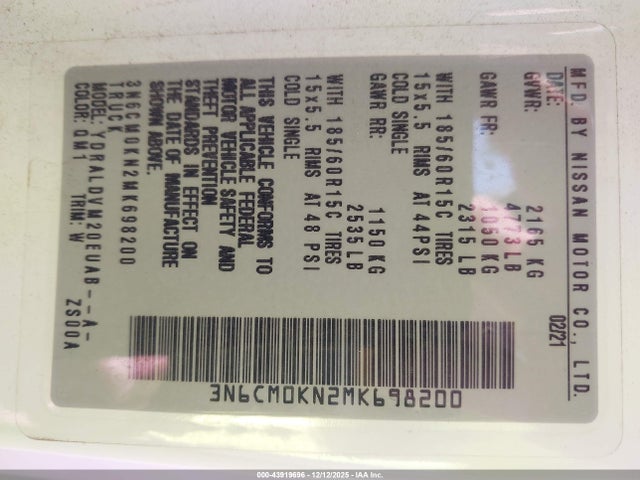 MFD. BY NISSAN MOTOR CO., LTD.
DATE: 02/21
GVWR: 2165 KG
4773 LB
GAWR FR: 1050 KG
2315 LB
WITH 185/60R15C TIRES
15x5.5 RIMS AT 44PSI
COLD SINGLE
GAWR RR: 1150 KG
2535 LB
WITH 185/60R15C TIRES
15x5.5 RIMS AT 48 PSI
COLD SINGLE
THIS VEHICLE CONFORMS TO
ALL APPLICABLE FEDERAL
MOTOR VEHICLE SAFETY AND
THEFT PREVENTION
STANDARDS IN EFFECT ON
THE DATE OF MANUFACTURE
SHOWN ABOVE.
3N6CM0KN2MK698200
TRUCK
MODEL: YDRALDVM20EUAB--A-
COLOR: QM1 TRIM: W ZS00A
3N6CM0KN2MK698200
000-43919696 - 12/12/2025 - IAA Inc.